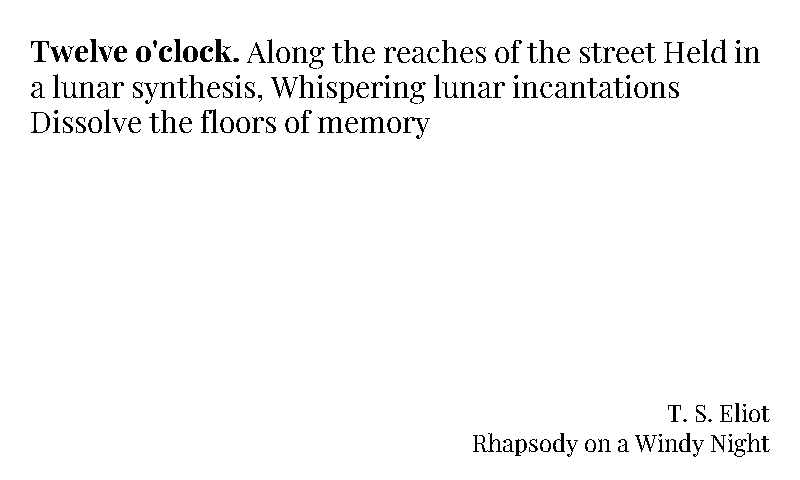 Twelve o'clock. Along the reaches of the street Held in
a lunar synthesis, Whispering lunar incantations
Dissolve the floors of memory
T. S. Eliot
Rhapsody on a Windy Night